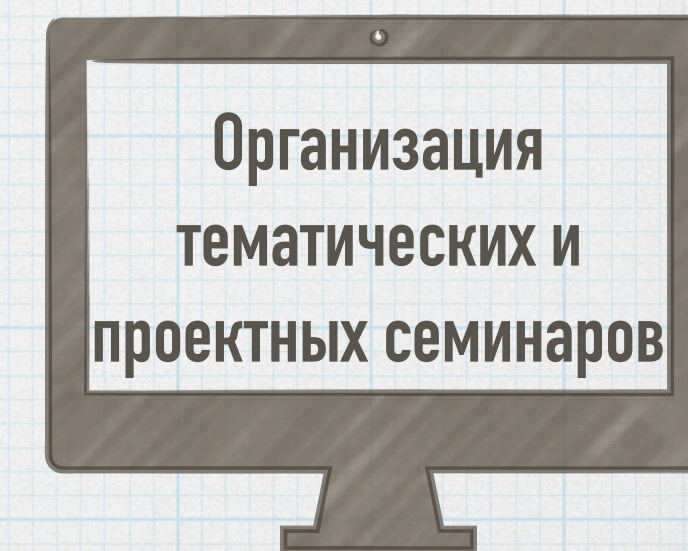 Организация
тематических и
проектных семинаров